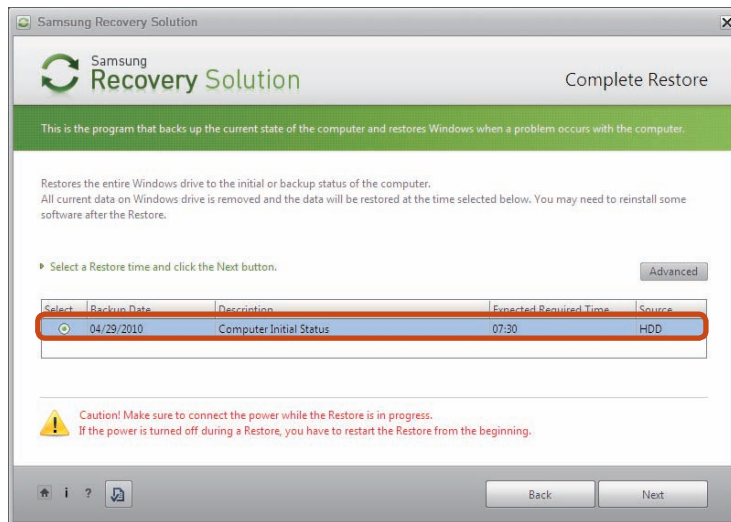 Samsung Recovery Solution
Samsung
Recovery Solution
Complete Restore
This is the program that backs up the current state of the computer and restores Windows when a problem occurs with the computer.
Restores the entire Windows drive to the initial or backup status of the computer.
All current data on Windows drive is removed and the data will be restored at the time selected below. You may need to reinstall some
software after the Restore.
Select a Restore time and click the Next button.
Advanced
Select Backup Date Description Expected Required Time Source
04/29/2010 Computer Initial Status 07:30 HDD
Caution! Make sure to connect the power while the Restore is in progress.
If the power is turned off during a Restore, you have to restart the Restore from the beginning.
i ? Back Next